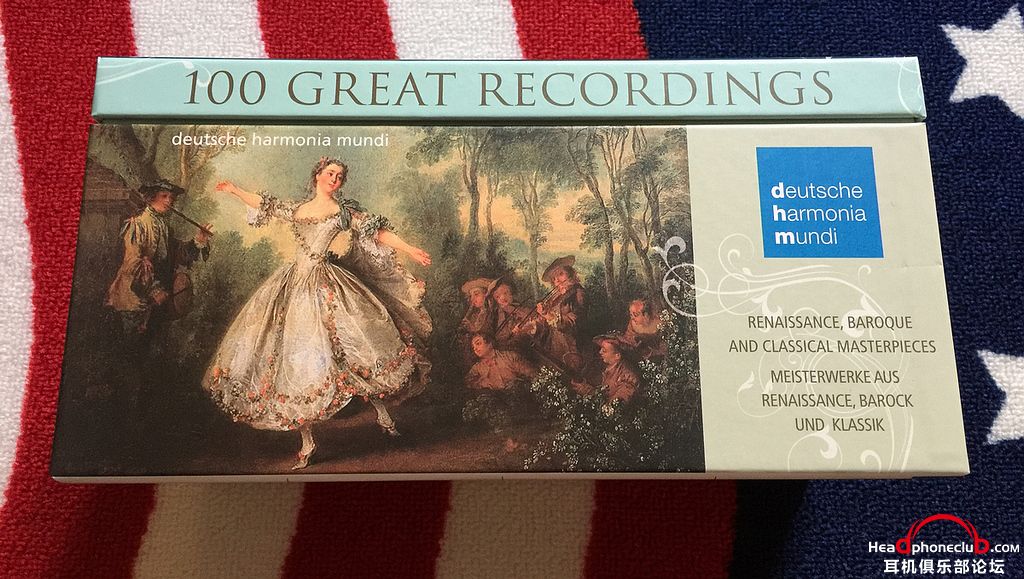 100 GREAT RECORDINGS
deutsche harmonia mundi
deutsche
harmonia
mundi
RENAISSANCE, BAROQUE
AND CLASSICAL MASTERPIECES
MEISTERWERKE AUS
RENAISSANCE, BAROCK
UND KLASSIK
Headphoneclub.com
耳机俱乐部论坛